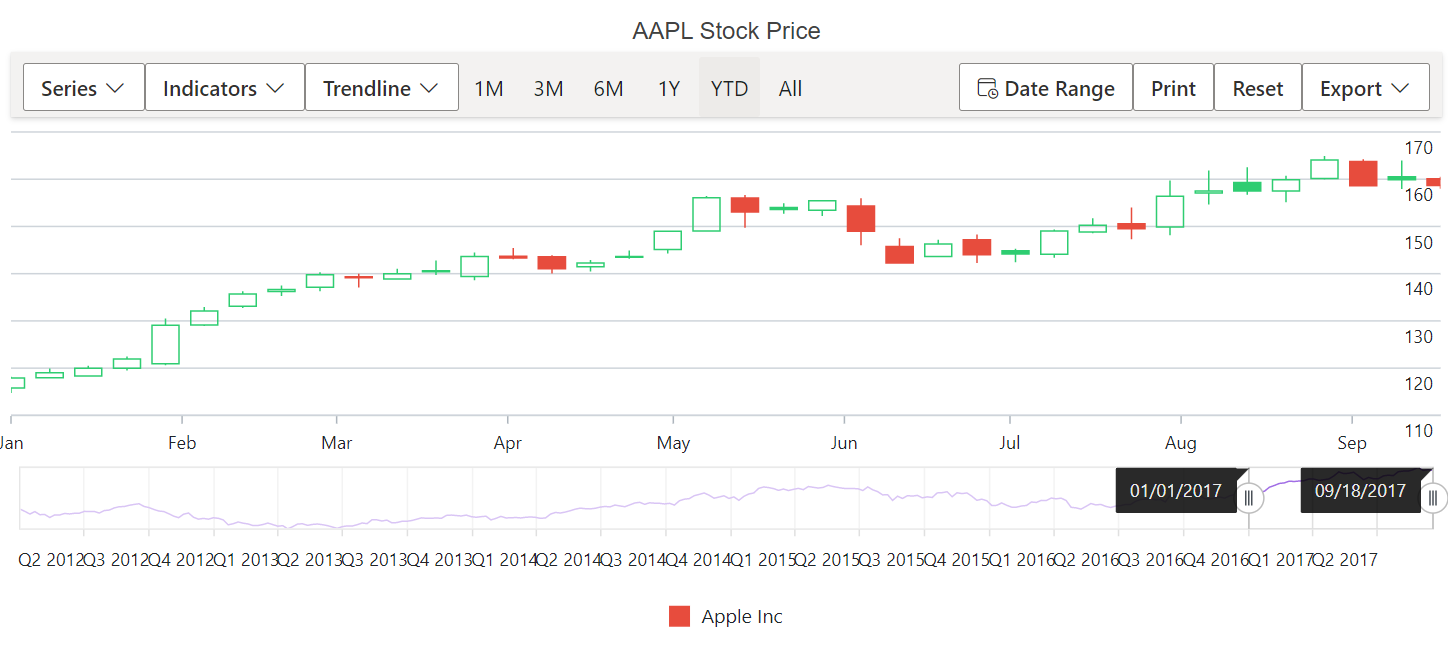 AAPL Stock Price
Series Indicators Trendline 1M 3M 6M 1Y YTD All Date Range Print Reset Export
170
160
150
140
130
120
110
Jan Feb Mar Apr May Jun Jul Aug Sep
01/01/2017 09/18/2017
Q2 2012Q3 2012Q4 2012Q1 2013Q2 2013Q3 2013Q4 2013Q1 2014Q2 2014Q3 2014Q4 2014Q1 2015Q2 2015Q3 2015Q4 2015Q1 2016Q2 2016Q3 2016Q4 2016Q1 2017Q2 2017
Apple Inc